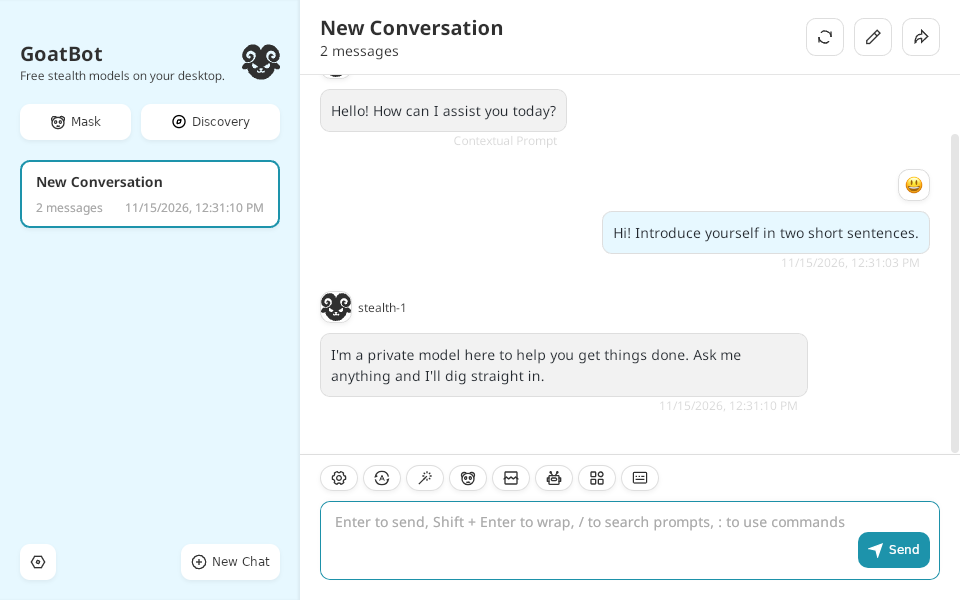 GoatBot
Free stealth models on your desktop.
Mask
Discovery
New Conversation
2 messages
11/15/2026, 12:31:10 PM
New Chat
New Conversation
2 messages
Hello! How can I assist you today?
Contextual Prompt
Hi! Introduce yourself in two short sentences.
11/15/2026, 12:31:03 PM
stealth-1
I'm a private model here to help you get things done. Ask me
anything and I'll dig straight in.
11/15/2026, 12:31:10 PM
Enter to send, Shift + Enter to wrap, / to search prompts, : to use commands
Send